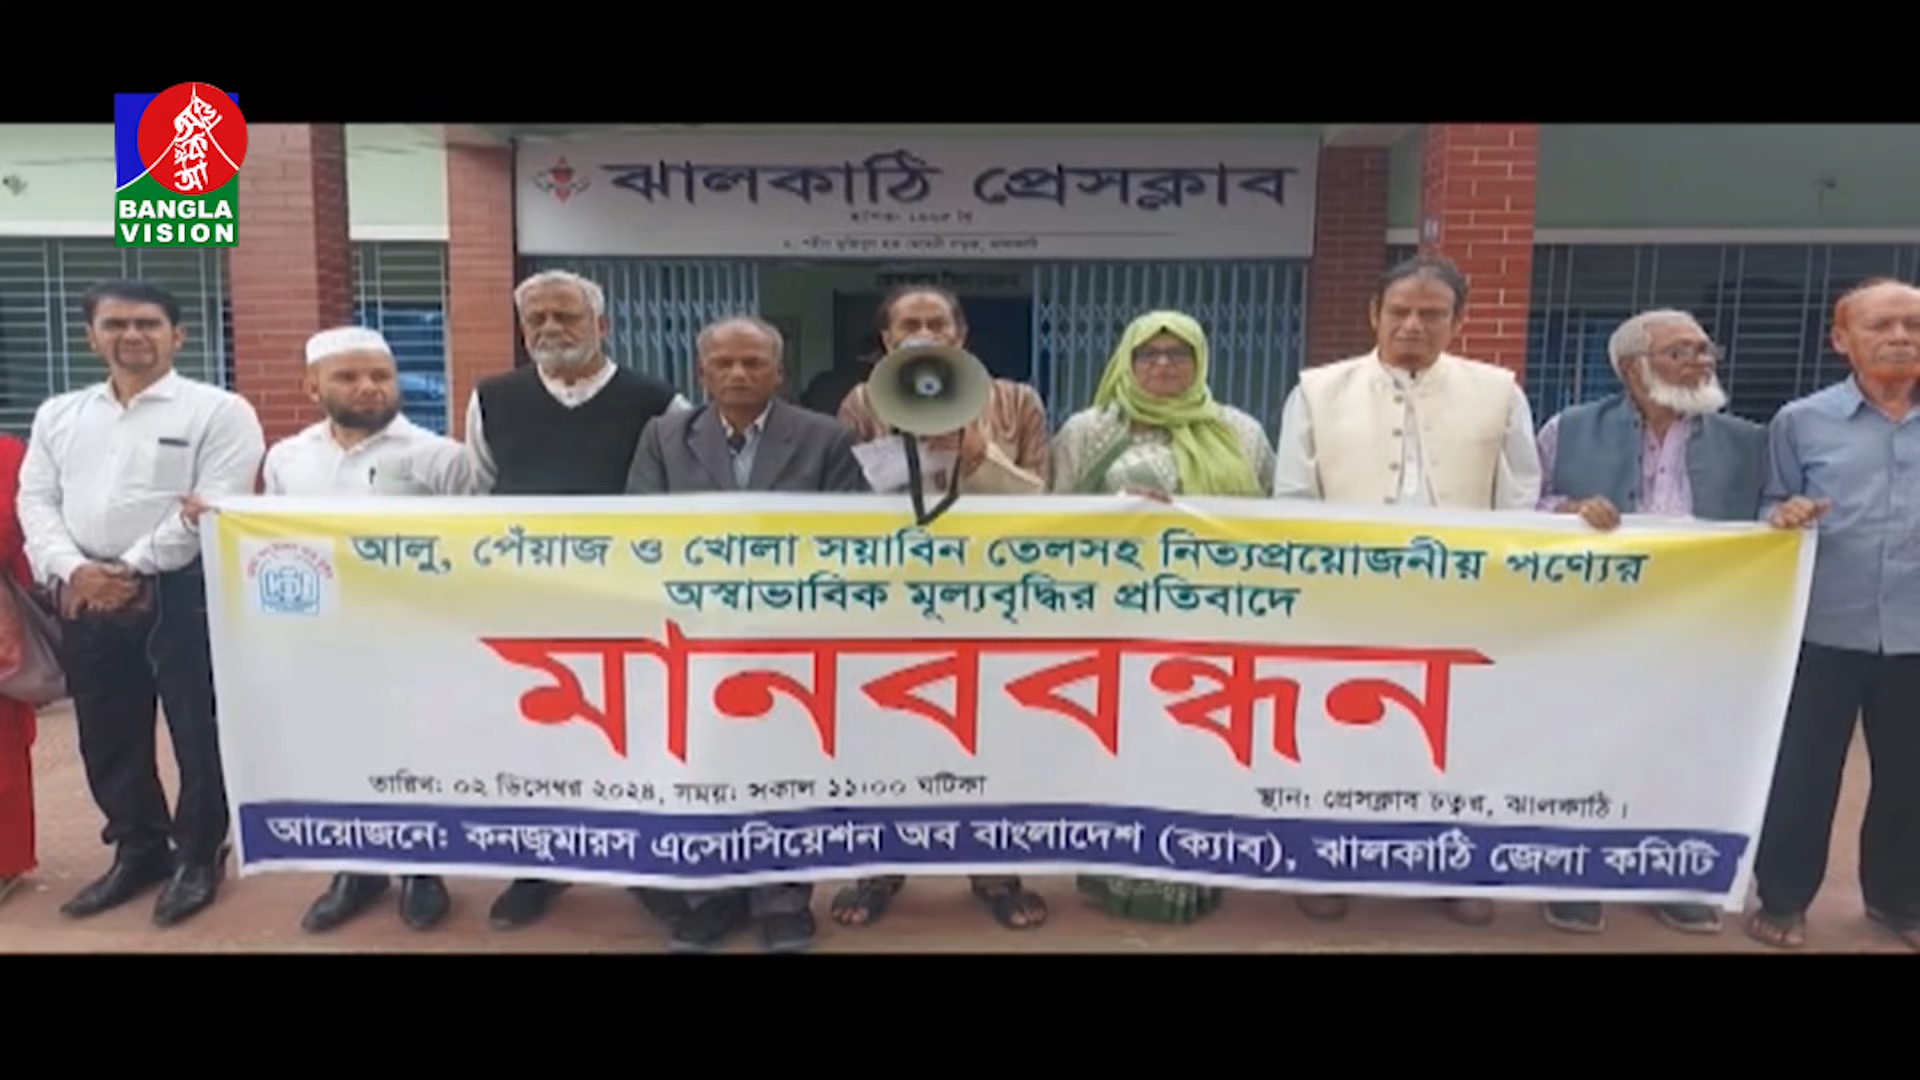 BANGLA
VISION
ঝালকাঠি প্রেসক্লাব
আলু, পেঁয়াজ ও খোলা সয়াবিন তেলসহ নিত্যপ্রয়োজনীয় পণ্যের
অস্বাভাবিক মূল্যবৃদ্ধির প্রতিবাদে
মানববন্ধন
তারিখ: ০২ ডিসেম্বর ২০২৪, সময়: সকাল ১১:০০ ঘটিকা
স্থান: প্রেসক্লাব চত্বর, ঝালকাঠি।
আয়োজনে: কনজুমারস এসোসিয়েশন অব বাংলাদেশ (ক্যাব), ঝালকাঠি জেলা কমিটি